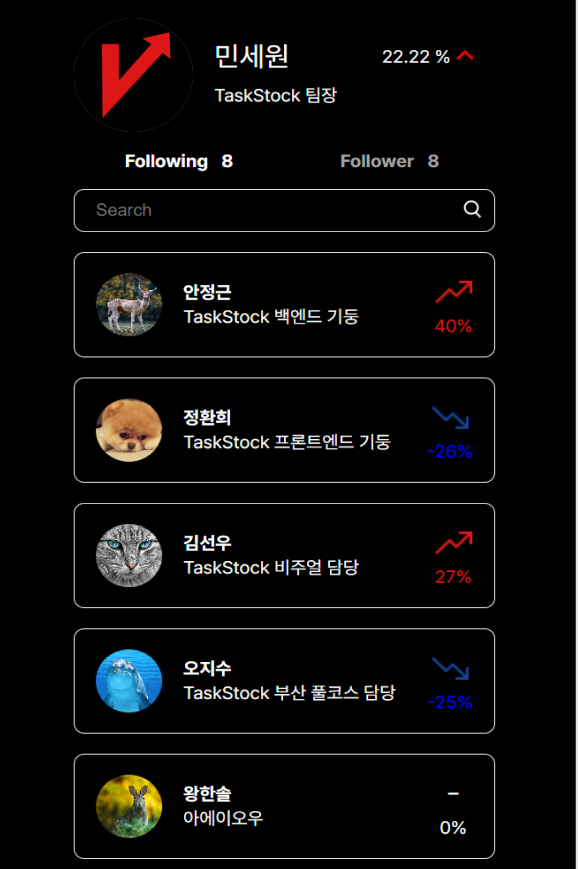 민세원
22.22 %
TaskStock 팀장
Following 8
Follower 8
Search
안정근
TaskStock 백엔드 기둥
40%
정환희
TaskStock 프론트엔드 기둥
-26%
김선우
TaskStock 비주얼 담당
27%
오지수
TaskStock 부산 풀코스 담당
-25%
왕한솔
아에이오우
0%